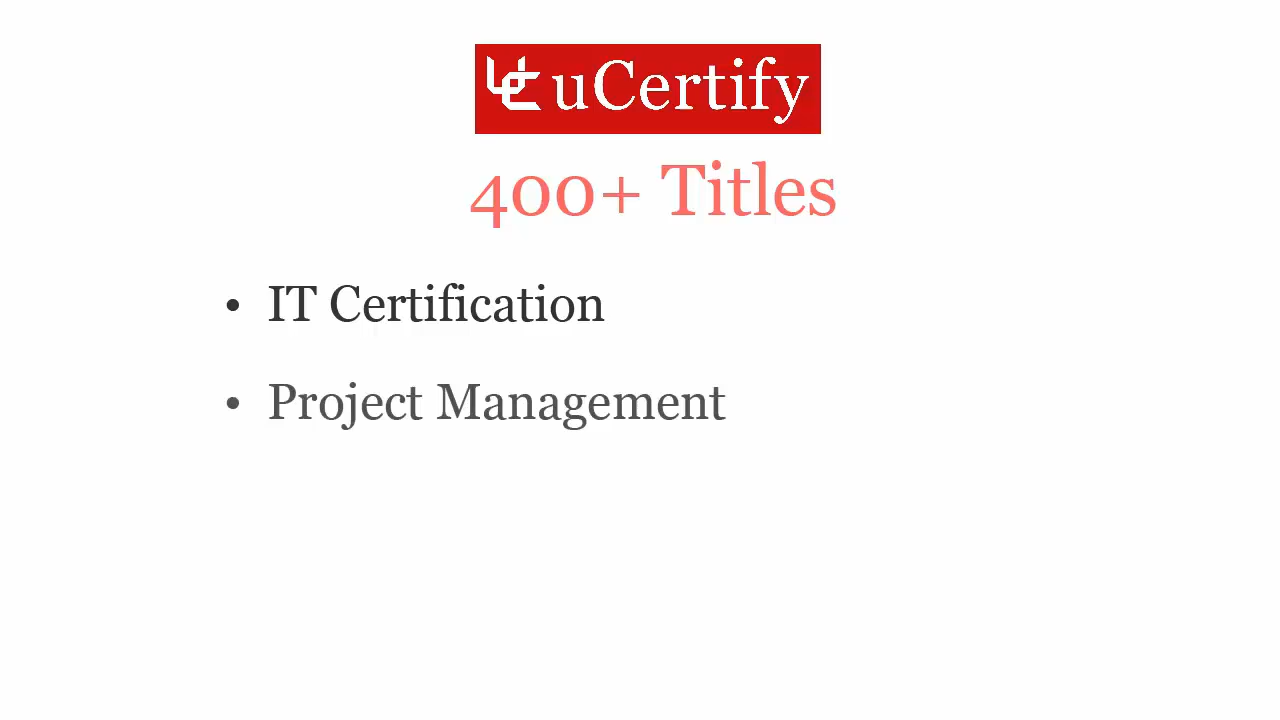 uCertify
400+ Titles
• IT Certification
• Project Management